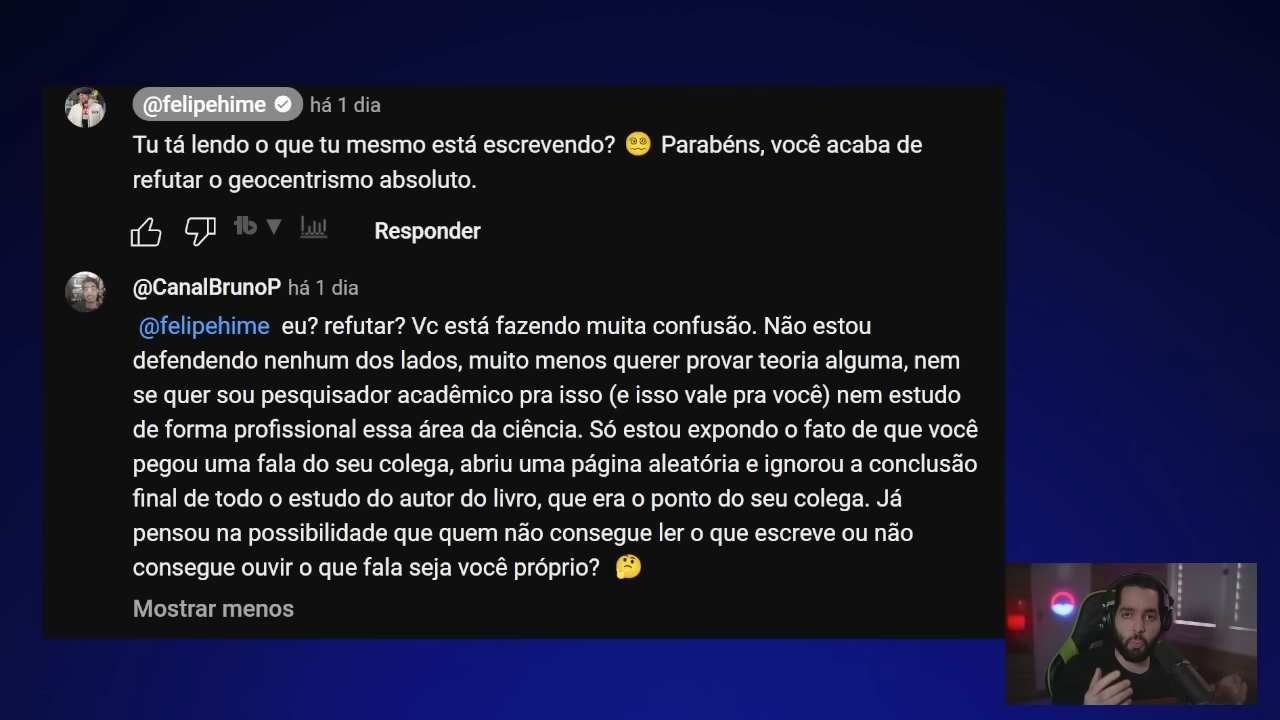 @felipehime há 1 dia
Tu tá lendo o que tu mesmo está escrevendo? 😵‍💫 Parabéns, você acaba de
refutar o geocentrismo absoluto.
tb Responder
@CanalBrunoP há 1 dia
@felipehime eu? refutar? Vc está fazendo muita confusão. Não estou
defendendo nenhum dos lados, muito menos querer provar teoria alguma, nem
se quer sou pesquisador acadêmico pra isso (e isso vale pra você) nem estudo
de forma profissional essa área da ciência. Só estou expondo o fato de que você
pegou uma fala do seu colega, abriu uma página aleatória e ignorou a conclusão
final de todo o estudo do autor do livro, que era o ponto do seu colega. Já
pensou na possibilidade que quem não consegue ler o que escreve ou não
consegue ouvir o que fala seja você próprio? 🤔
Mostrar menos